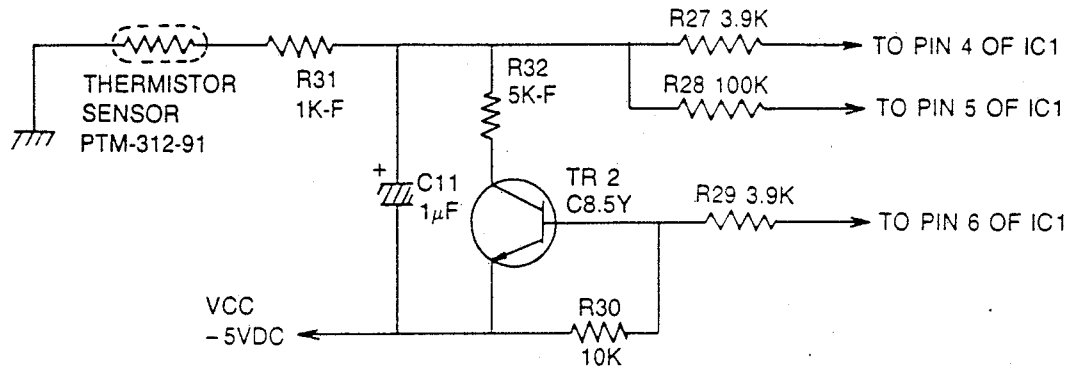 R27 3.9K
TO PIN 4 OF IC1
THERMISTOR
SENSOR
PTM-312-91
R31
1K-F
R32
5K-F
R28 100K
TO PIN 5 OF IC1
+
C11
1μF
TR 2
C8.5Y
R29 3.9K
TO PIN 6 OF IC1
VCC
-5VDC
R30
10K